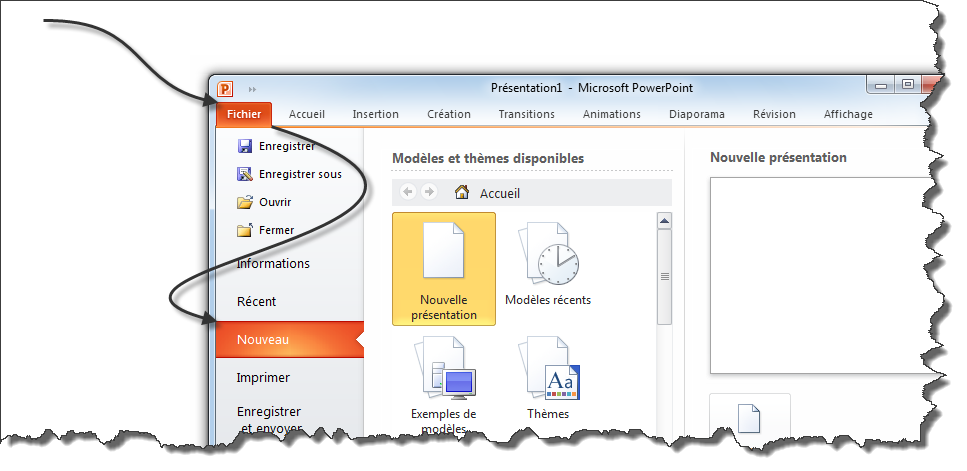 Présentation1 - Microsoft PowerPoint
Fichier Accueil Insertion Création Transitions Animations Diaporama Révision Affichage
Enregistrer
Enregistrer sous
Ouvrir
Fermer
Informations
Récent
Nouveau
Imprimer
Enregistrer
et envoyer
Modèles et thèmes disponibles
Accueil
Nouvelle
présentation
Modèles récents
Exemples de
modèles
Aa
Thèmes
Nouvelle présentation